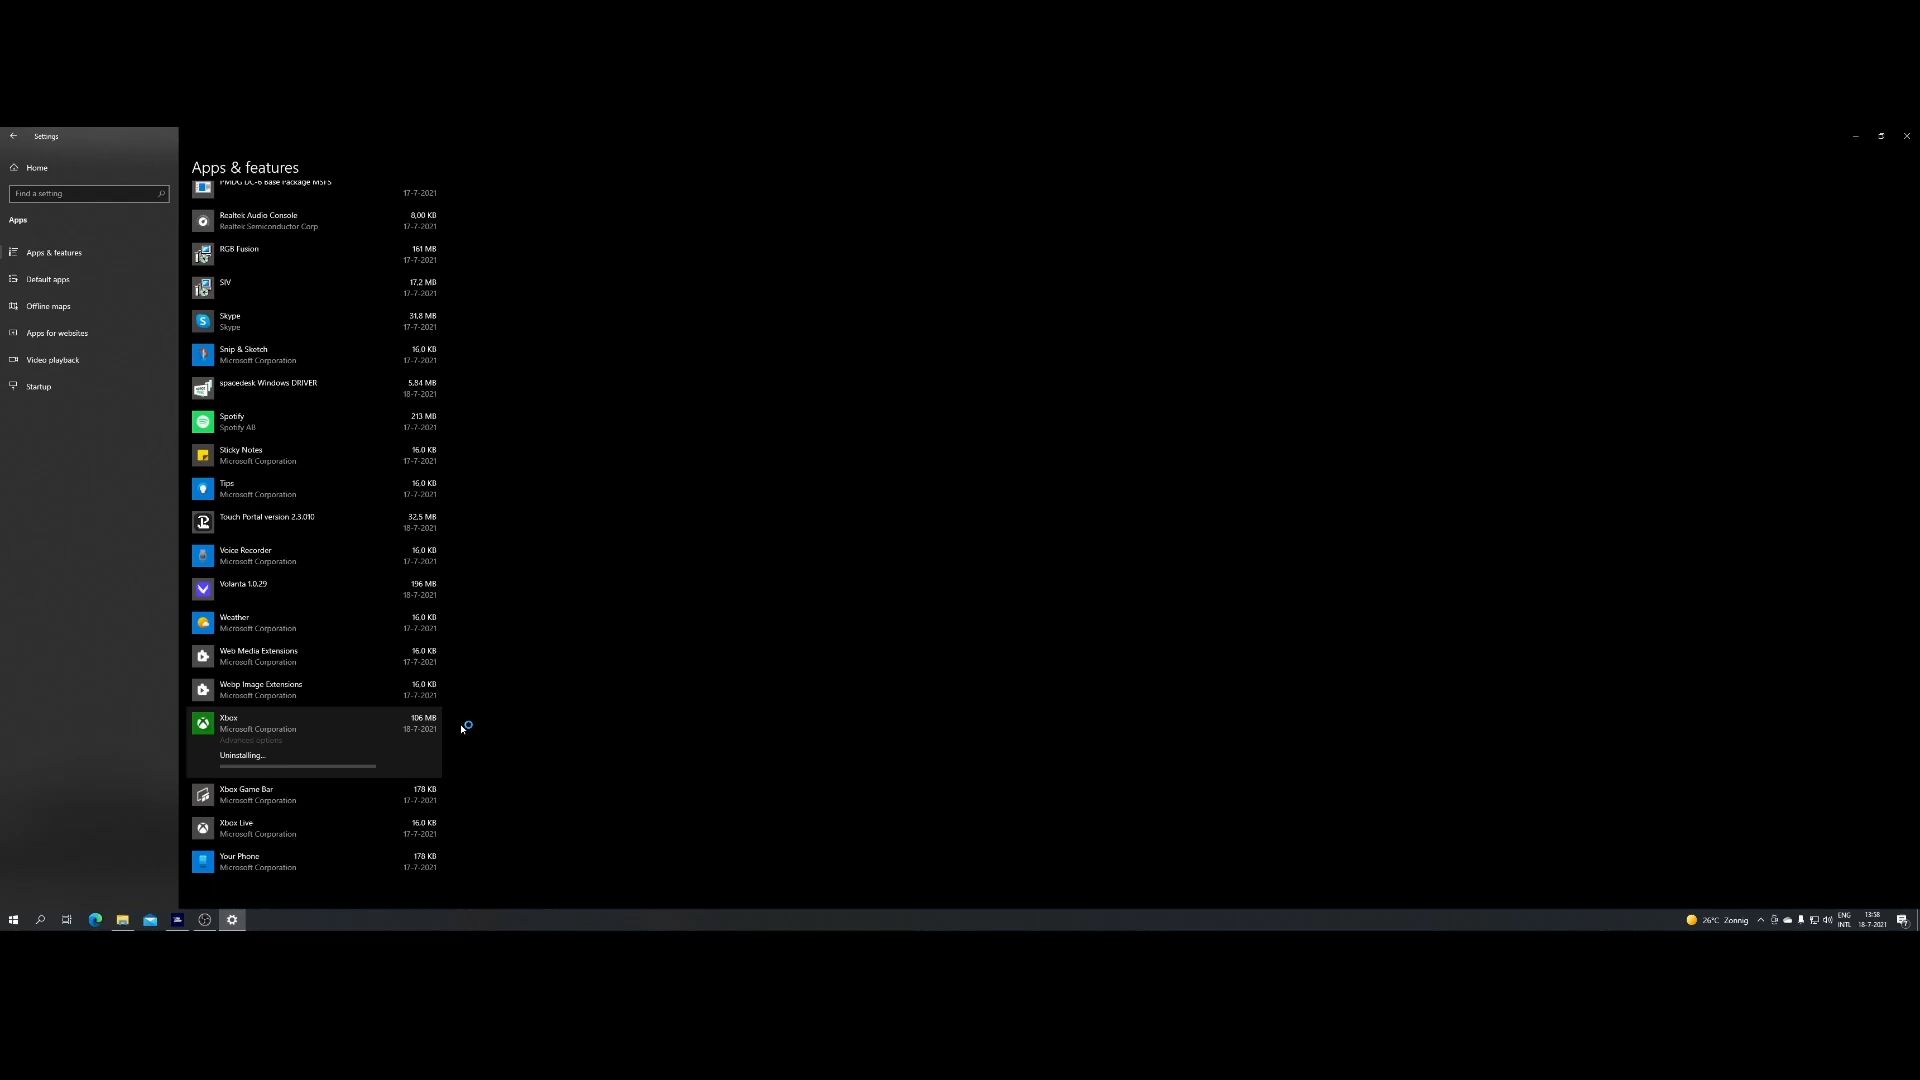 Settings
Home
Find a setting
Apps
Apps & features
Default apps
Offline maps
Apps for websites
Video playback
Startup
Apps & features
PMDG DC-6 Base Package MSFS
17-7-2021
Realtek Audio Console 8,00 KB
Realtek Semiconductor Corp 17-7-2021
RGB Fusion 161 MB
17-7-2021
SIV 17,2 MB
17-7-2021
Skype 31,8 MB
Skype 17-7-2021
Snip & Sketch 16,0 KB
Microsoft Corporation 17-7-2021
spacedesk Windows DRIVER 5,84 MB
18-7-2021
Spotify 213 MB
Spotify AB 17-7-2021
Sticky Notes 16,0 KB
Microsoft Corporation 17-7-2021
Tips 16,0 KB
Microsoft Corporation 17-7-2021
Touch Portal version 2.3.010 32,5 MB
18-7-2021
Voice Recorder 16,0 KB
Microsoft Corporation 17-7-2021
Volanta 1.0.29 196 MB
18-7-2021
Weather 16,0 KB
Microsoft Corporation 17-7-2021
Web Media Extensions 16,0 KB
Microsoft Corporation 17-7-2021
Webp Image Extensions 16,0 KB
Microsoft Corporation 17-7-2021
Xbox 106 MB
Microsoft Corporation 18-7-2021
Advanced options
Uninstalling...
Xbox Game Bar 178 KB
Microsoft Corporation 17-7-2021
Xbox Live 16,0 KB
Microsoft Corporation 17-7-2021
Your Phone 178 KB
Microsoft Corporation 17-7-2021
26°C Zonnig ENG 13:58
INTL 18-7-2021